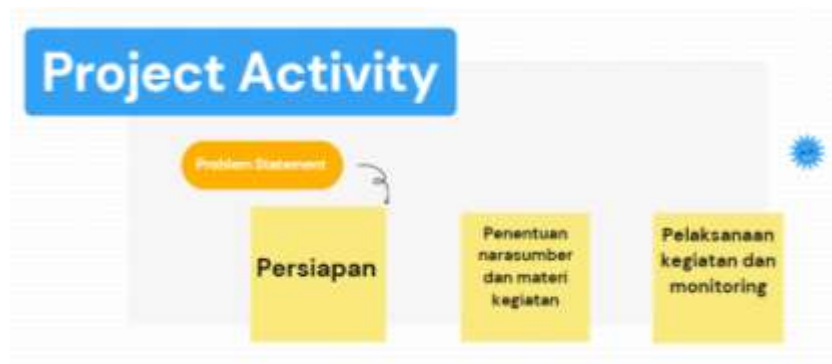 Project Activity
Problem Statement
Persiapan
Penentuan
narasumber
dan materi
kegiatan
Pelaksanaan
kegiatan dan
monitoring